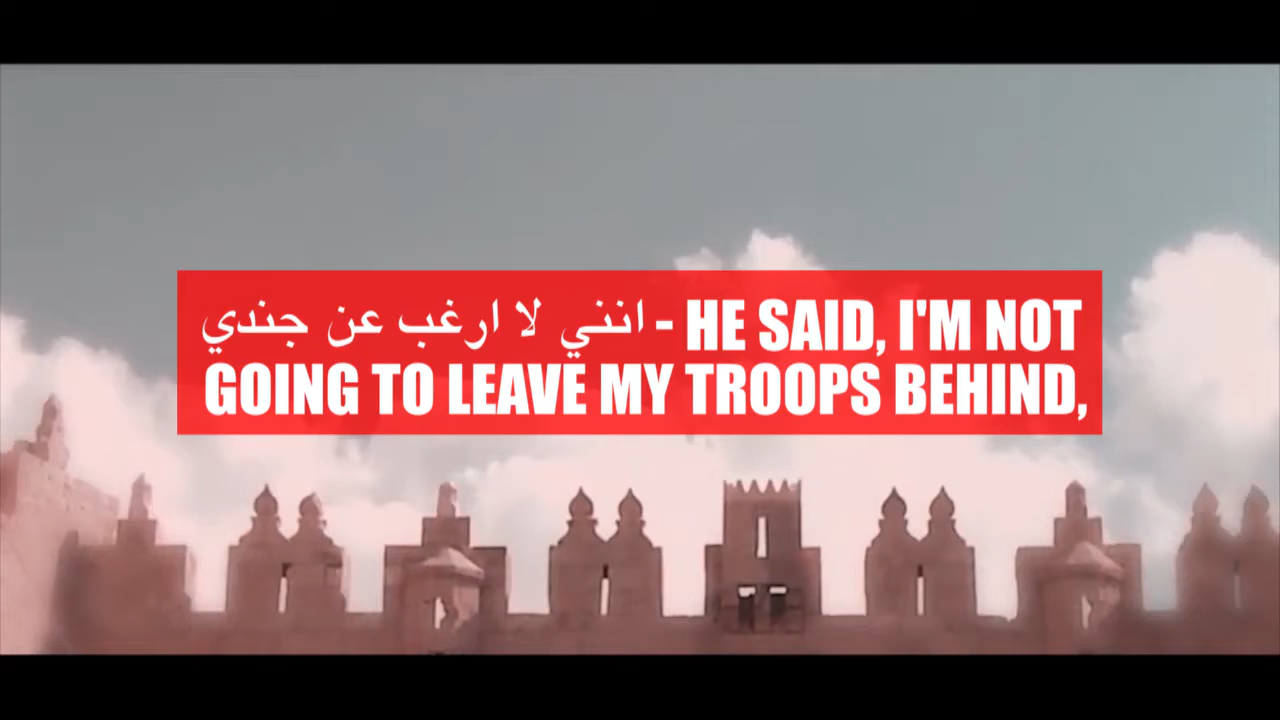 انني لا ارغب عن جندي - HE SAID, I'M NOT
GOING TO LEAVE MY TROOPS BEHIND,